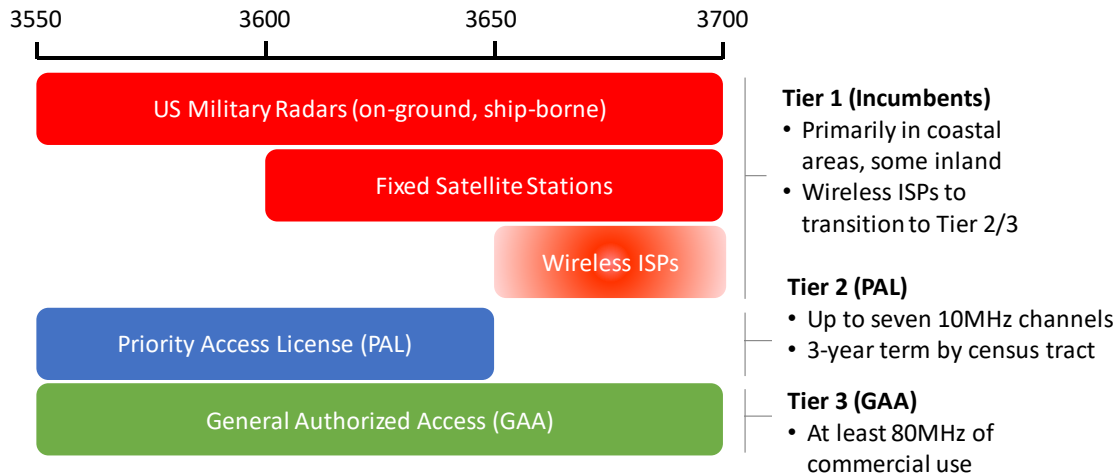 3550 3600 3650 3700
US Military Radars (on-ground, ship-borne)
Fixed Satellite Stations
Wireless ISPs
Priority Access License (PAL)
General Authorized Access (GAA)
Tier 1 (Incumbents)
• Primarily in coastal
areas, some inland
• Wireless ISPs to
transition to Tier 2/3
Tier 2 (PAL)
• Up to seven 10MHz channels
• 3-year term by census tract
Tier 3 (GAA)
• At least 80MHz of
commercial use